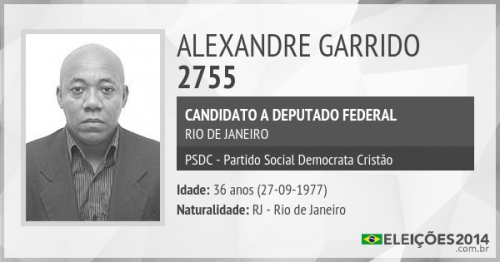 ALEXANDRE GARRIDO
2755
CANDIDATO A DEPUTADO FEDERAL
RIO DE JANEIRO
PSDC - Partido Social Democrata Cristão
Idade: 36 anos (27-09-1977)
Naturalidade: RJ - Rio de Janeiro
ELEIÇÕES2014
.com.br